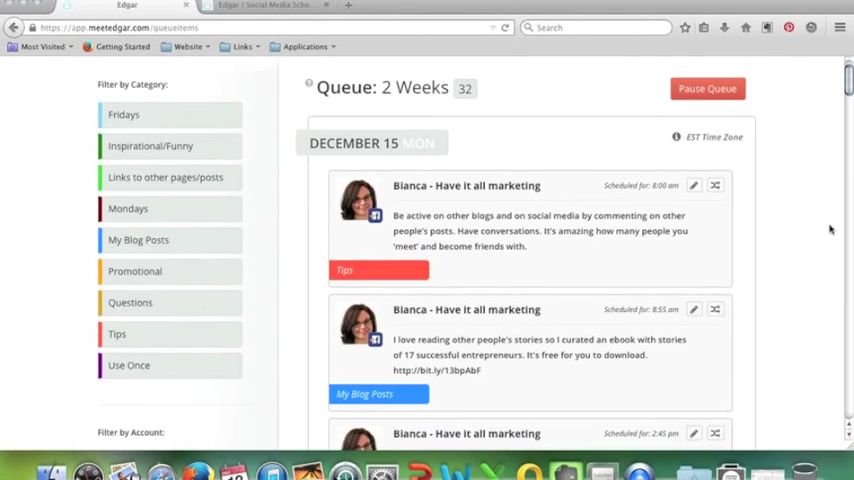 Edgar
Edgar | Social Media Sche...
https://app.meetedgar.com/queueitems
Search
Most Visited
Getting Started
Website
Links
Applications
Filter by Category:
Fridays
Inspirational/Funny
Links to other pages/posts
Mondays
My Blog Posts
Promotional
Questions
Tips
Use Once
Filter by Account:
Queue: 2 Weeks 32
Pause Queue
DECEMBER 15 MON
EST Time Zone
Bianca - Have it all marketing
Scheduled for: 8:00 am
Be active on other blogs and on social media by commenting on other
people's posts. Have conversations. It's amazing how many people you
'meet' and become friends with.
Tips
Bianca - Have it all marketing
Scheduled for: 8:55 am
I love reading other people's stories so I curated an ebook with stories
of 17 successful entrepreneurs. It's free for you to download.
http://bit.ly/13bpAbF
My Blog Posts
Bianca - Have it all marketing
Scheduled for: 2:45 pm